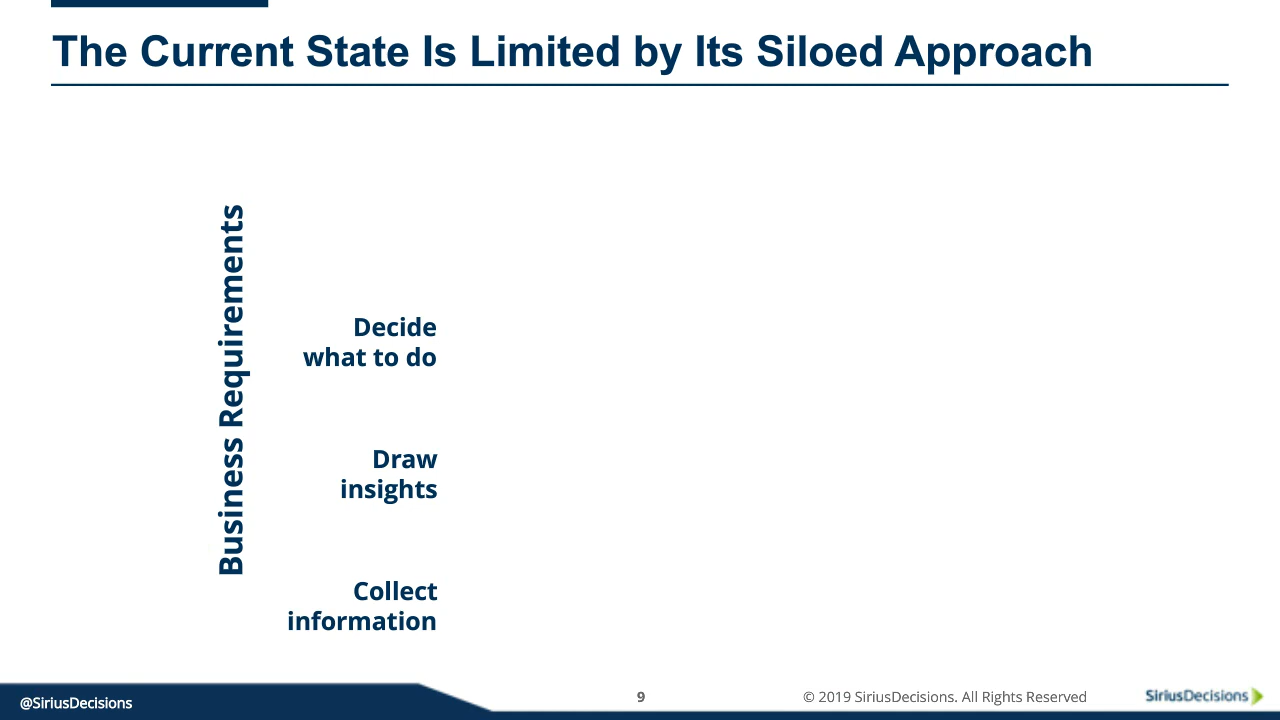 The Current State Is Limited by Its Siloed Approach
Business Requirements
Decide
what to do
Draw
insights
Collect
information
@SiriusDecisions
9
© 2019 SiriusDecisions. All Rights Reserved
SiriusDecisions